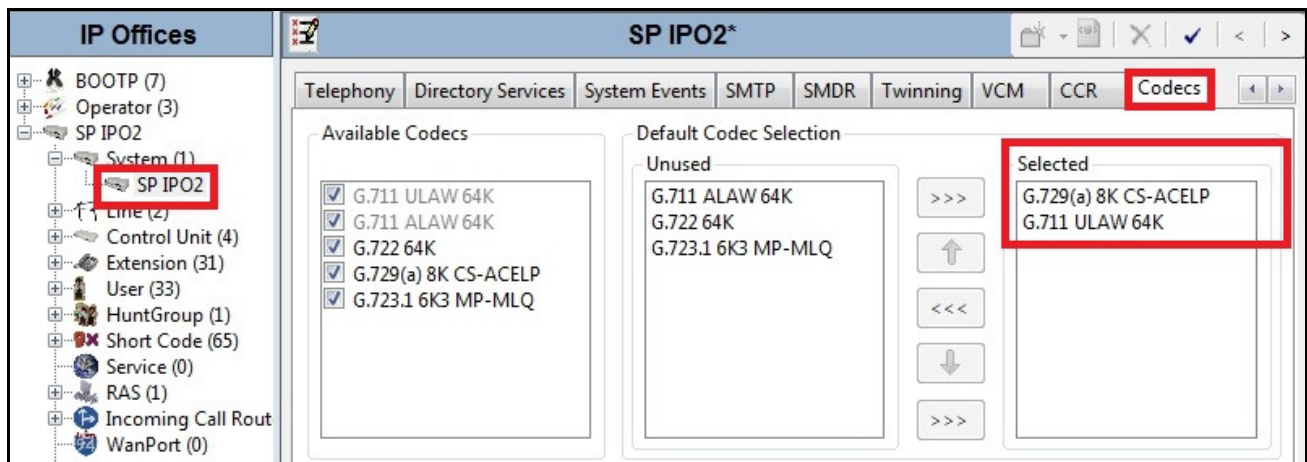 IP Offices
BOOTP (7)
Operator (3)
SP IPO2
System (1)
SP IPO2
Line (2)
Control Unit (4)
Extension (31)
User (33)
HuntGroup (1)
Short Code (65)
Service (0)
RAS (1)
Incoming Call Rout
WanPort (0)
SP IPO2*
Telephony Directory Services System Events SMTP SMDR Twinning VCM CCR Codecs
Available Codecs
G.711 ULAW 64K
G.711 ALAW 64K
G.722 64K
G.729(a) 8K CS-ACELP
G.723.1 6K3 MP-MLQ
Default Codec Selection
Unused
G.711 ALAW 64K
G.722 64K
G.723.1 6K3 MP-MLQ
>>>
<<<
>>>
Selected
G.729(a) 8K CS-ACELP
G.711 ULAW 64K